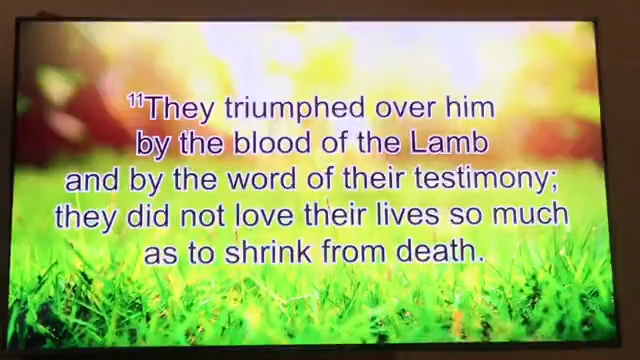 ¹¹They triumphed over him
by the blood of the Lamb
and by the word of their testimony;
they did not love their lives so much
as to shrink from death.